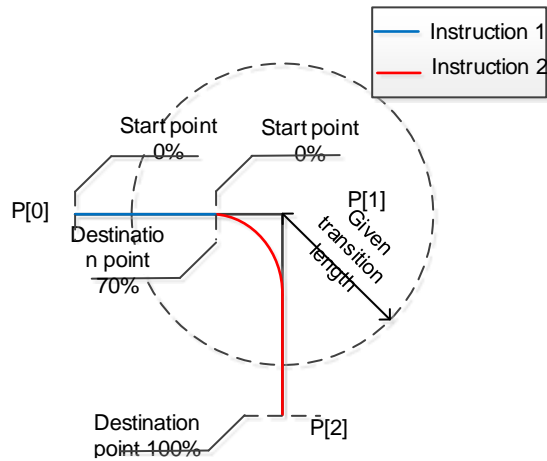 Instruction 1
Instruction 2
Start point
0%
Start point
0%
P[0]
P[1]
Destinatio
n point
70%
Given
transition
length
Destination
point 100%
P[2]